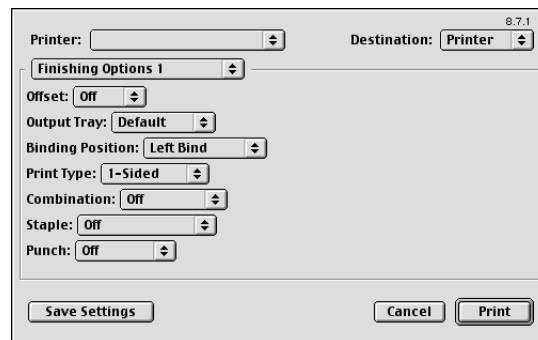 8.7.1
Printer: Destination: Printer
Finishing Options 1
Offset: Off
Output Tray: Default
Binding Position: Left Bind
Print Type: 1-Sided
Combination: Off
Staple: Off
Punch: Off
Save Settings Cancel Print